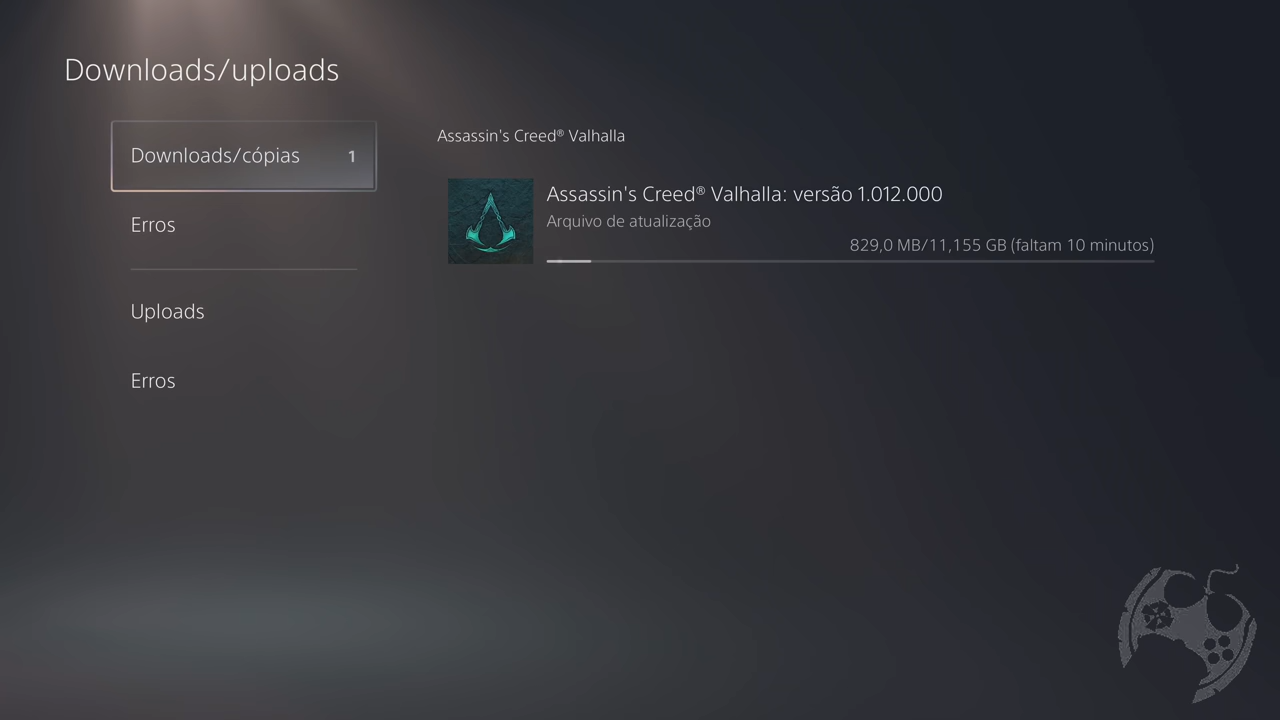 Downloads/uploads
Downloads/cópias 1
Erros
Uploads
Erros
Assassin's Creed® Valhalla
Assassin's Creed® Valhalla: versão 1.012.000
Arquivo de atualização
829,0 MB/11,155 GB (faltam 10 minutos)